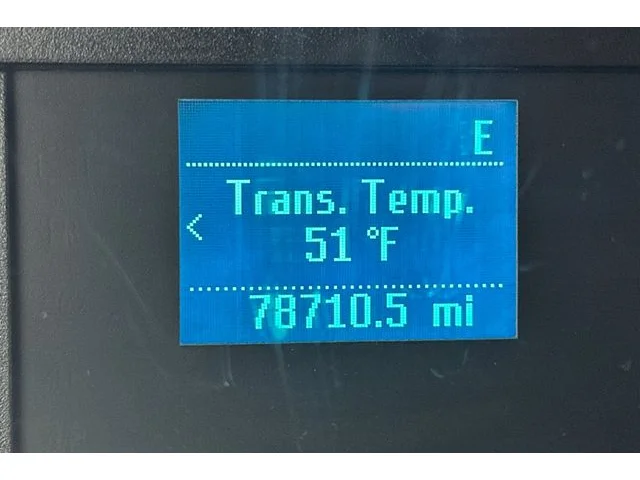 E
Trans. Temp.
< 51 °F
78710.5 mi